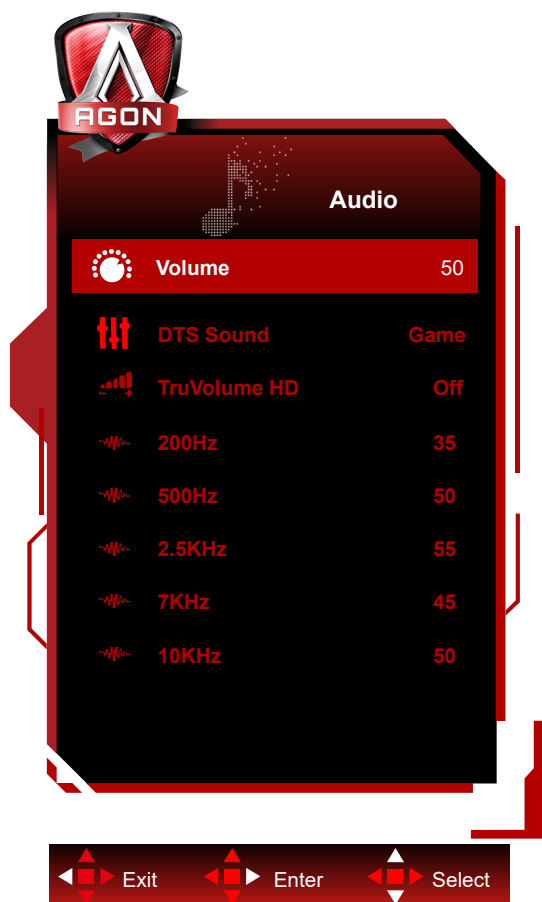 AGON
Audio
Volume 50
DTS Sound Game
TruVolume HD Off
200Hz 35
500Hz 50
2.5KHz 55
7KHz 45
10KHz 50
Exit Enter Select